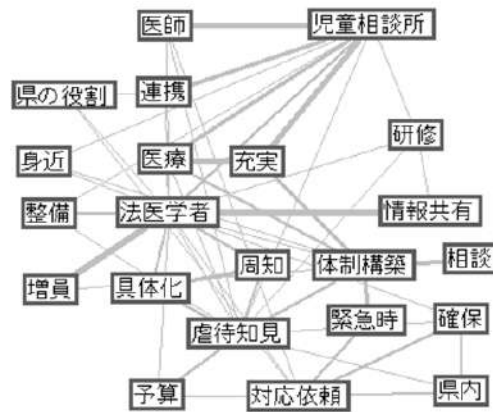 医師
児童相談所
県の役割
連携
研修
身近
医療
充実
整備
法医学者
情報共有
周知
体制構築
相談
増員
具体化
虐待知見
緊急時
確保
予算
対応依頼
県内